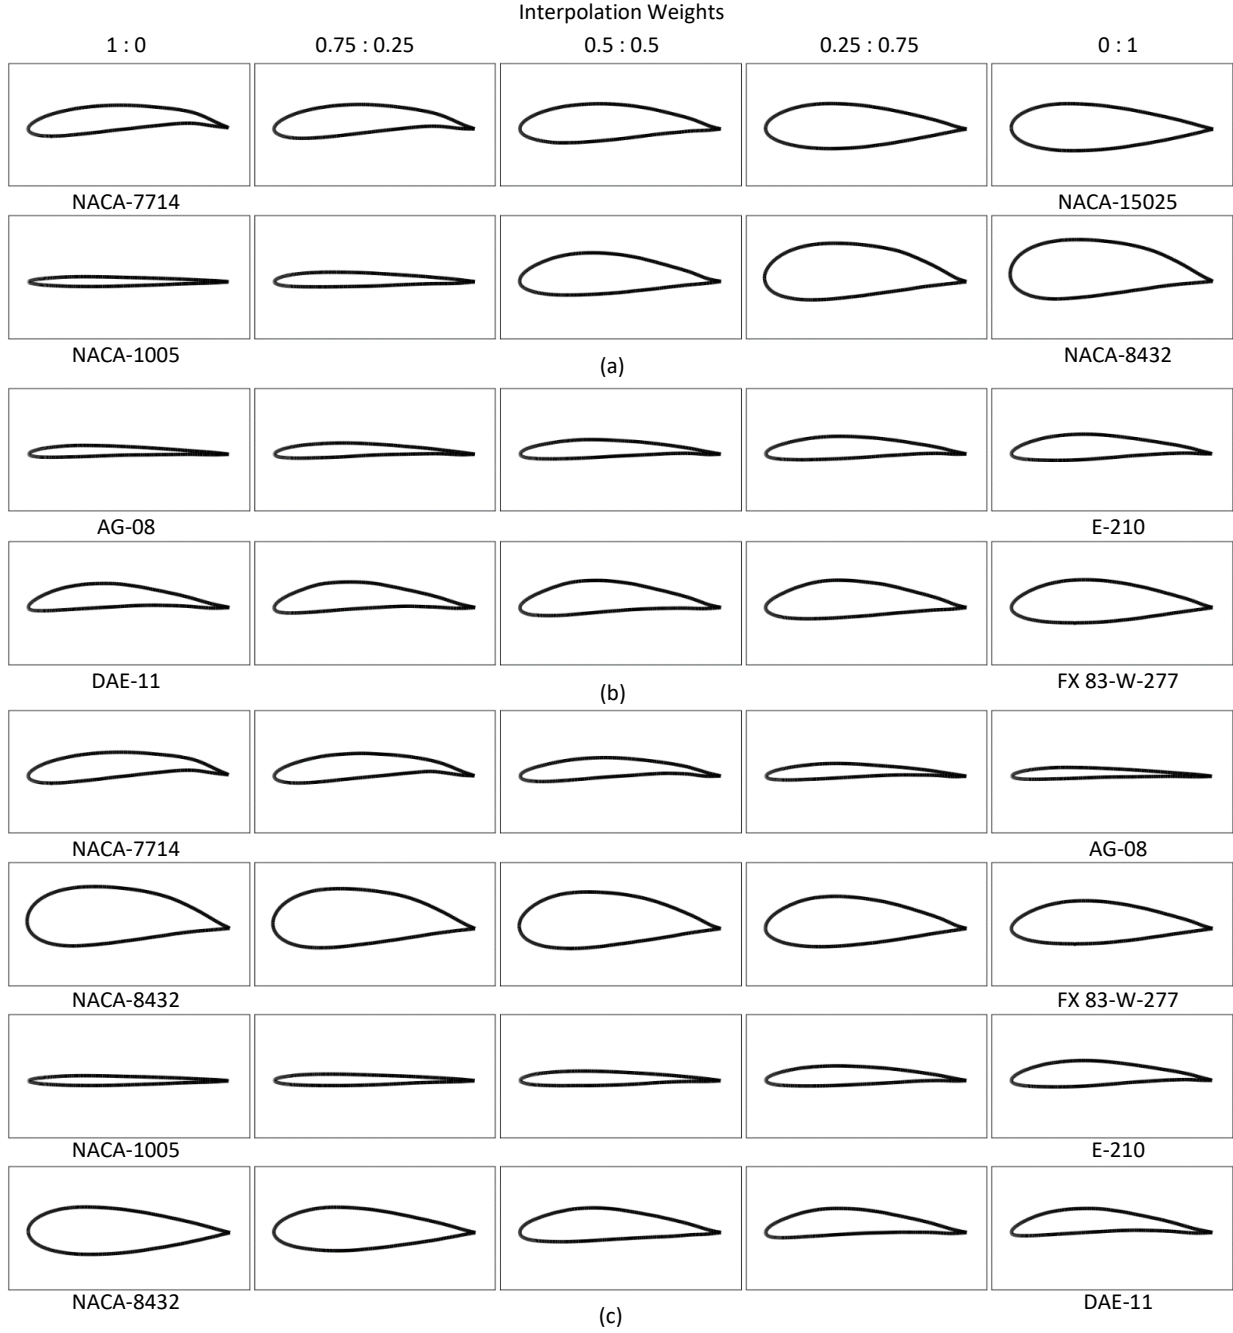 Interpolation Weights
1 : 0 0.75 : 0.25 0.5 : 0.5 0.25 : 0.75 0 : 1
NACA-7714 NACA-15025
NACA-1005 NACA-8432
(a)
AG-08 E-210
DAE-11 FX 83-W-277
(b)
NACA-7714 AG-08
NACA-8432 FX 83-W-277
NACA-1005 E-210
NACA-8432 DAE-11
(c)